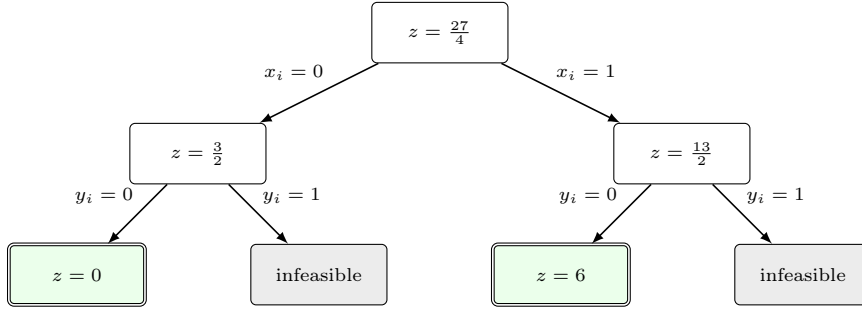 z = 27/4
x_i = 0
x_i = 1
z = 3/2
z = 13/2
y_i = 0
y_i = 1
y_i = 0
y_i = 1
z = 0
infeasible
z = 6
infeasible